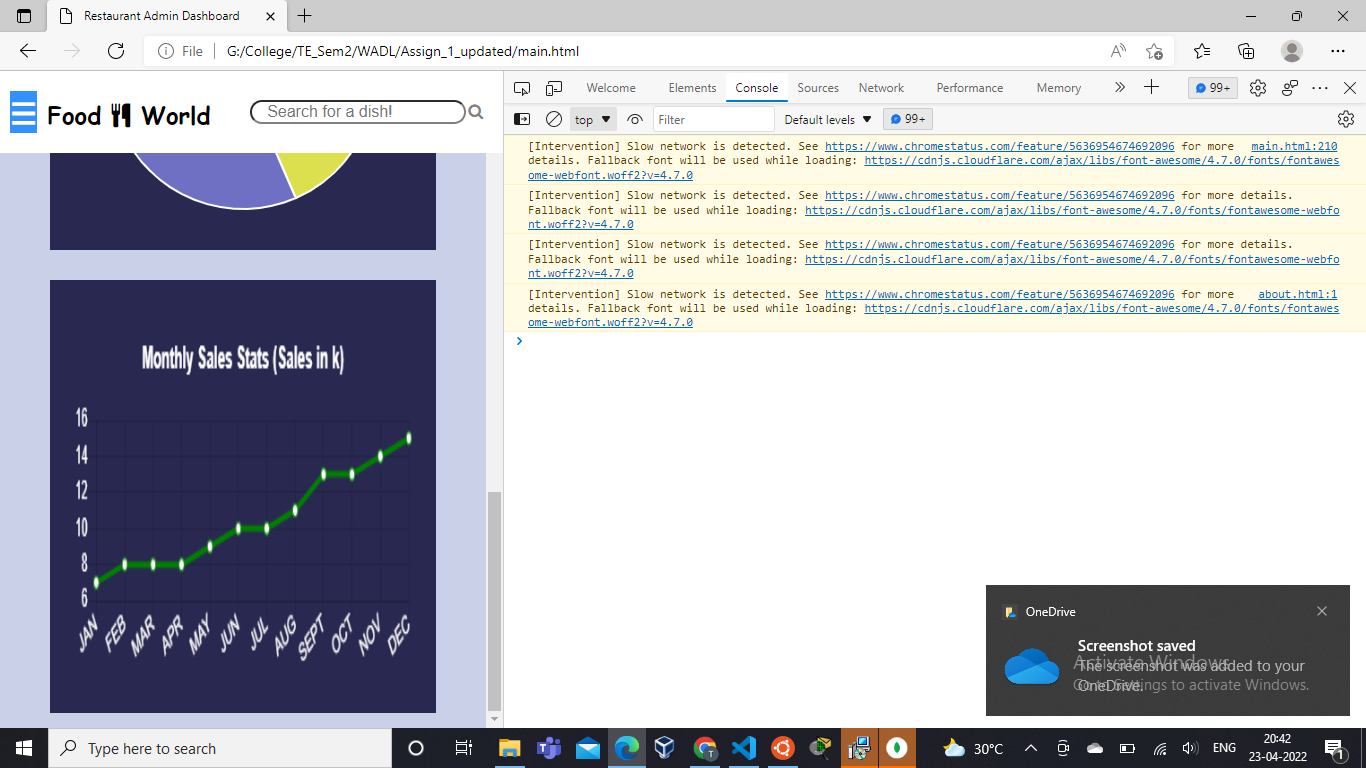 Restaurant Admin Dashboard
File
G:/College/TE_Sem2/WADL/Assign_1_updated/main.html
Food World
Search for a dish!
Monthly Sales Stats (Sales in k)
16
14
12
10
8
6
JAN FEB MAR APR MAY JUN JUL AUG SEPT OCT NOV DEC
Welcome Elements Console Sources Network Performance Memory 99+
top Filter Default levels 99+
[Intervention] Slow network is detected. See https://www.chromestatus.com/feature/5636954674692096 for more main.html:210
details. Fallback font will be used while loading: https://cdnjs.cloudflare.com/ajax/libs/font-awesome/4.7.0/fonts/fontawes
ome-webfont.woff2?v=4.7.0
[Intervention] Slow network is detected. See https://www.chromestatus.com/feature/5636954674692096 for more details.
Fallback font will be used while loading: https://cdnjs.cloudflare.com/ajax/libs/font-awesome/4.7.0/fonts/fontawesome-webfo
nt.woff2?v=4.7.0
[Intervention] Slow network is detected. See https://www.chromestatus.com/feature/5636954674692096 for more details.
Fallback font will be used while loading: https://cdnjs.cloudflare.com/ajax/libs/font-awesome/4.7.0/fonts/fontawesome-webfo
nt.woff2?v=4.7.0
[Intervention] Slow network is detected. See https://www.chromestatus.com/feature/5636954674692096 for more about.html:1
details. Fallback font will be used while loading: https://cdnjs.cloudflare.com/ajax/libs/font-awesome/4.7.0/fonts/fontawes
ome-webfont.woff2?v=4.7.0
OneDrive
Screenshot saved
Activate Windows
The screenshot was added to your
OneDrive.
Go to Settings to activate Windows.
Type here to search
30°C
ENG
20:42
23-04-2022
1